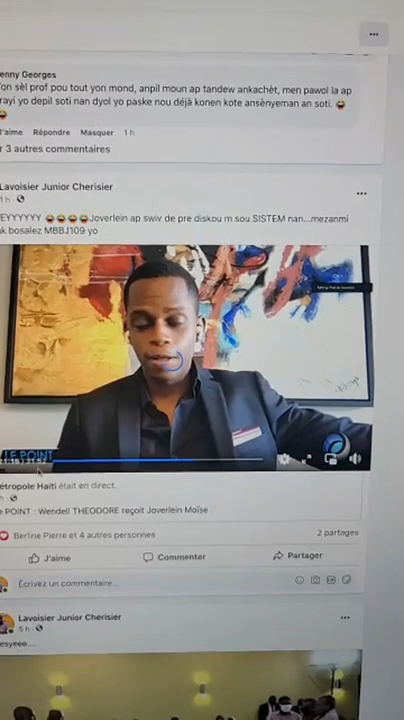 enny Georges
on sèl prof pou tout yon mond, anpil moun ap tandew ankachèt, men pawol la ap
rayi yo depil soti nan dyol yo paske nou déjà konen kote ansènyeman an soti. 😂
😂
J'aime Répondre Masquer 1 h
r 3 autres commentaires
Lavoisier Junior Cherisier
1 h
EYYYYYY 😂😂😂😂Joverlein ap swiv de pre diskou m sou SISTEM nan...mezanmi
k bosalez MBBJ109 yo
LE POINT
étropole Haiti était en direct.
h
e POINT : Wendell THEODORE reçoit Joverlein Moïse
Berline Pierre et 4 autres personnes 2 partages
J'aime Commenter Partager
Écrivez un commentaire...
Lavoisier Junior Cherisier
5 h
esyeee....